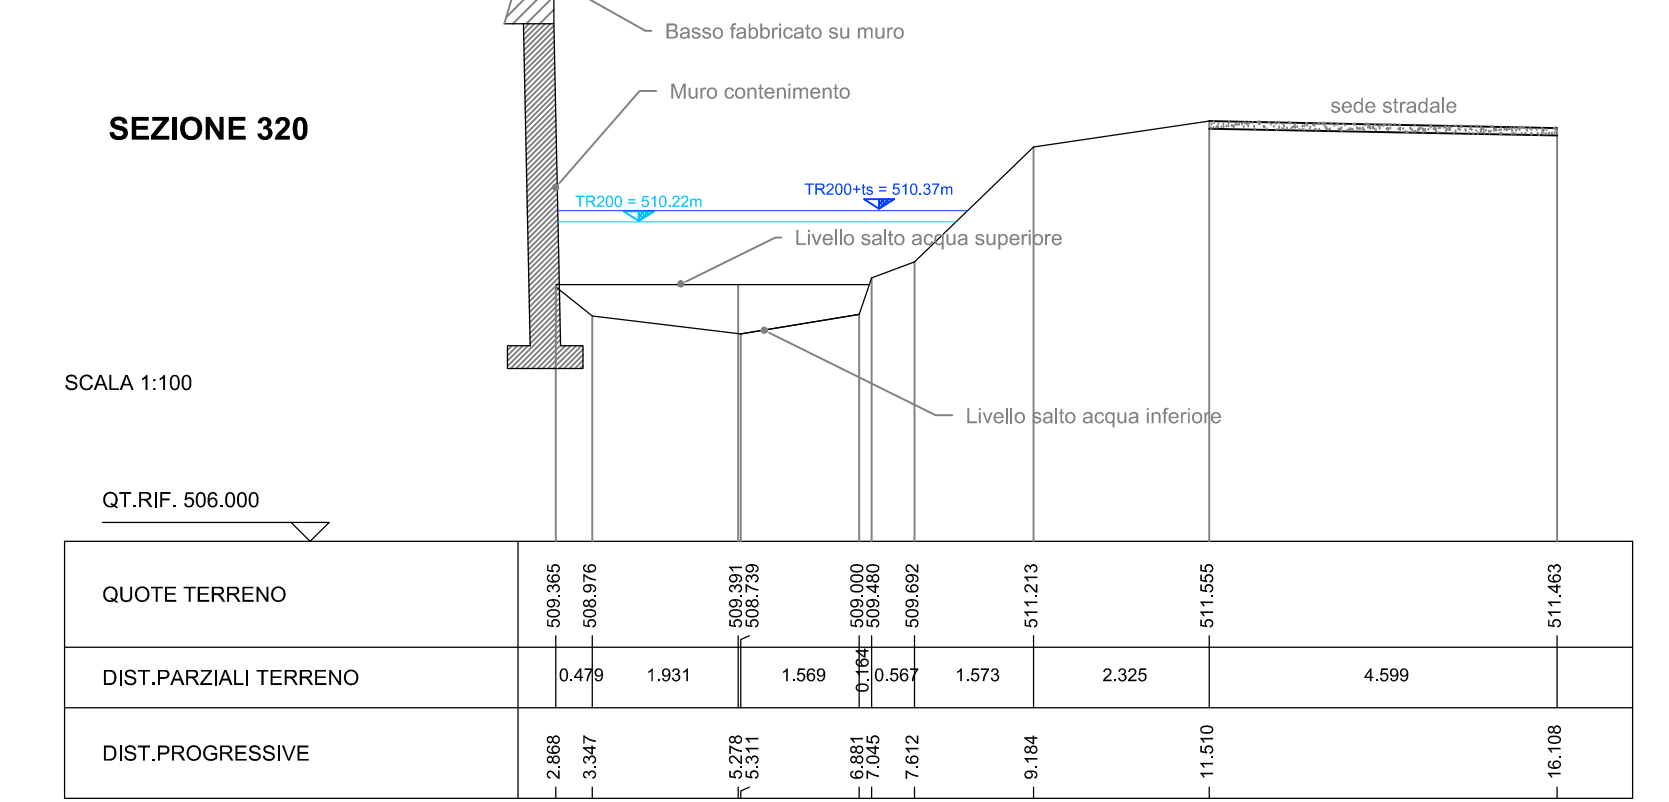 Basso fabbricato su muro
Muro contenimento
sede stradale
SEZIONE 320
TR200+ts = 510.37m
TR200 = 510.22m
Livello salto acqua superiore
SCALA 1:100
Livello salto acqua inferiore
QT.RIF. 506.000
QUOTE TERRENO 509.365 508.976 509.391 508.739 509.000 509.480 509.692 511.213 511.555 511.463
DIST.PARZIALI TERRENO 0.479 1.931 1.569 0.164 0.567 1.573 2.325 4.599
DIST.PROGRESSIVE 2.868 3.347 5.278 5.311 6.881 7.045 7.612 9.184 11.510 16.108